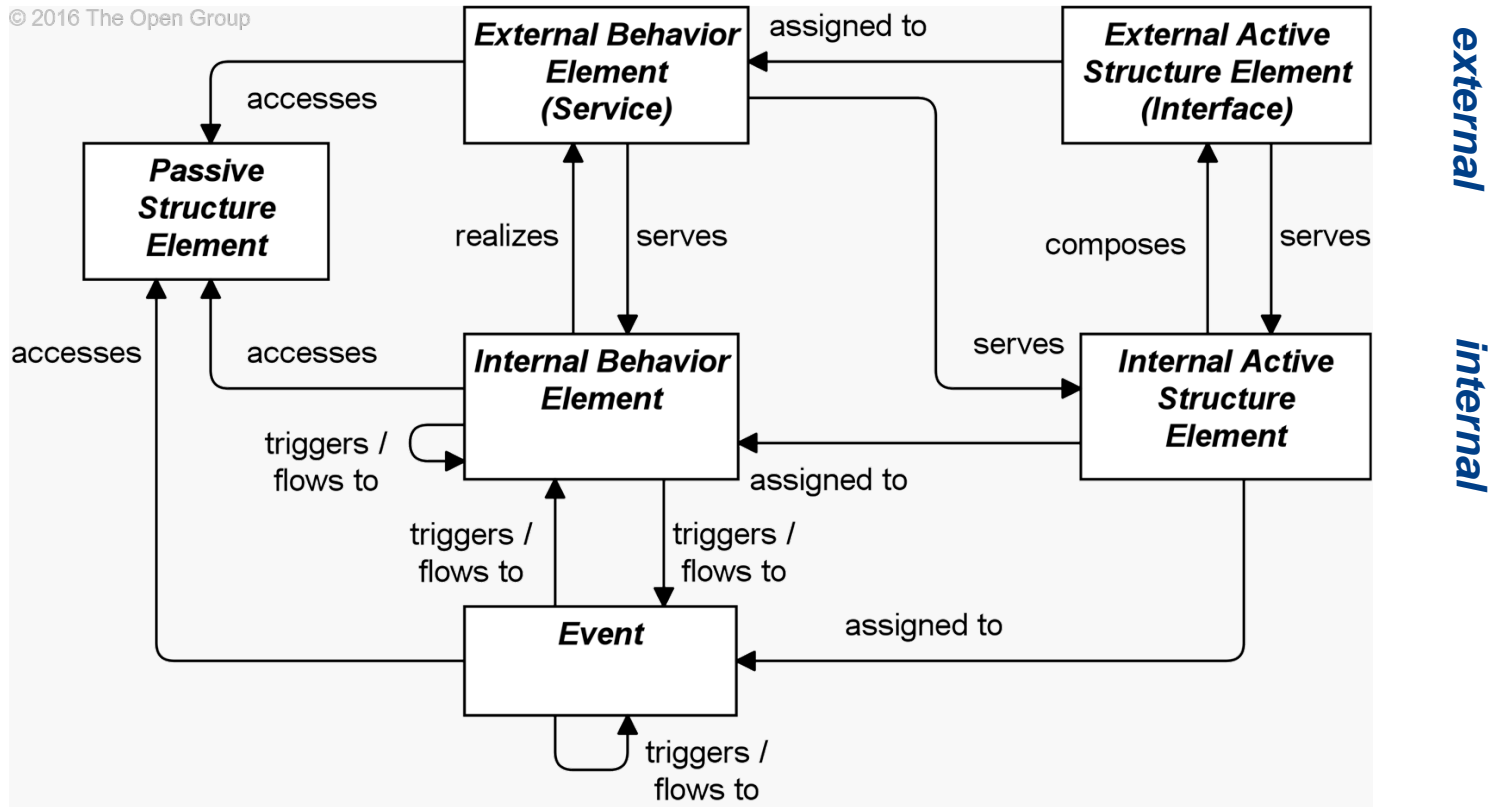 © 2016 The Open Group
External Behavior
Element
(Service)
assigned to
External Active
Structure Element
(Interface)
external
accesses
Passive
Structure
Element
realizes
serves
composes
serves
accesses
accesses
Internal Behavior
Element
serves
Internal Active
Structure
Element
internal
triggers /
flows to
assigned to
triggers /
flows to
triggers /
flows to
Event
assigned to
triggers /
flows to